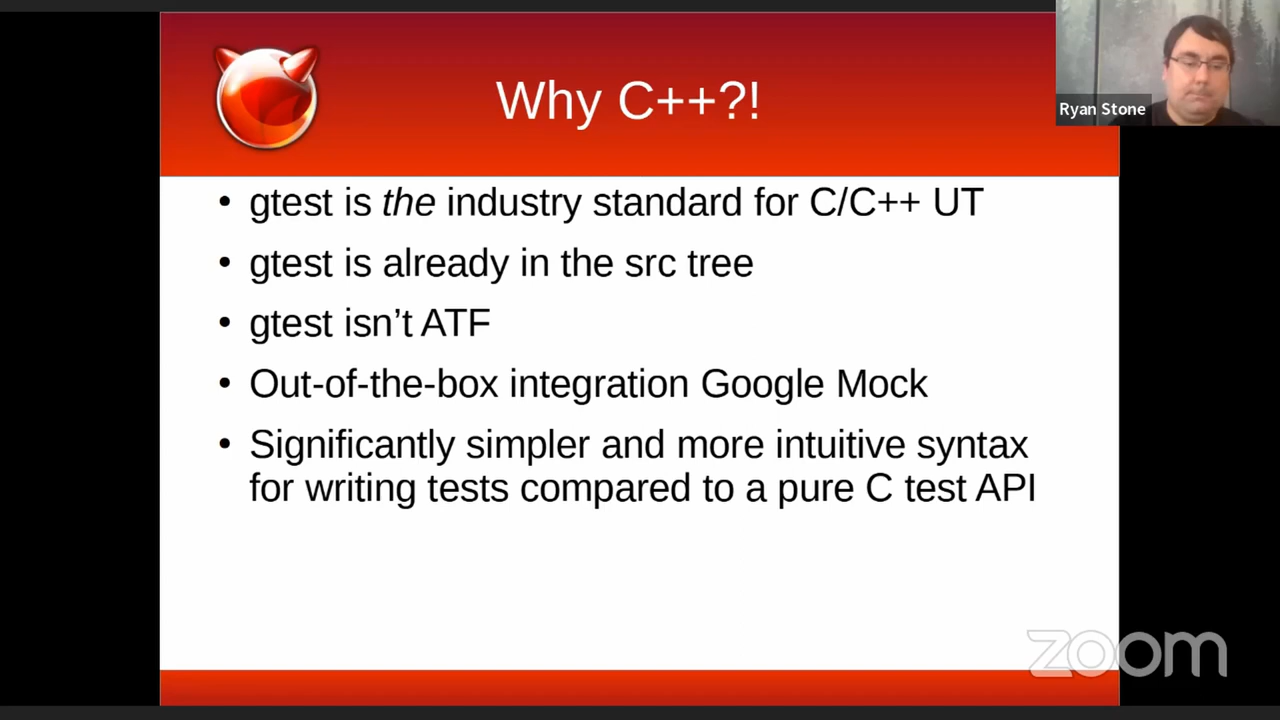 Why C++?!
Ryan Stone
• gtest is the industry standard for C/C++ UT
• gtest is already in the src tree
• gtest isn’t ATF
• Out-of-the-box integration Google Mock
• Significantly simpler and more intuitive syntax
for writing tests compared to a pure C test API
zoom